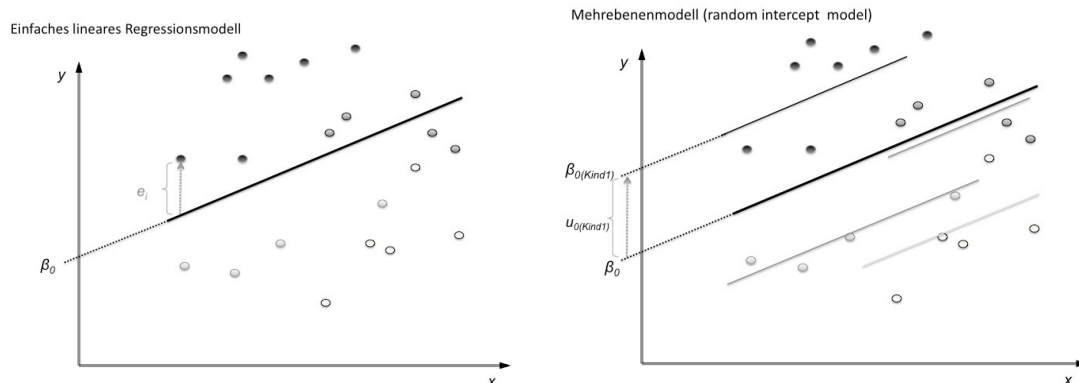 Einfaches lineares Regressionsmodell
y
e_i
β_0
x
Mehrebenenmodell (random intercept model)
y
β_0(Kind1)
u_0(Kind1)
β_0
x